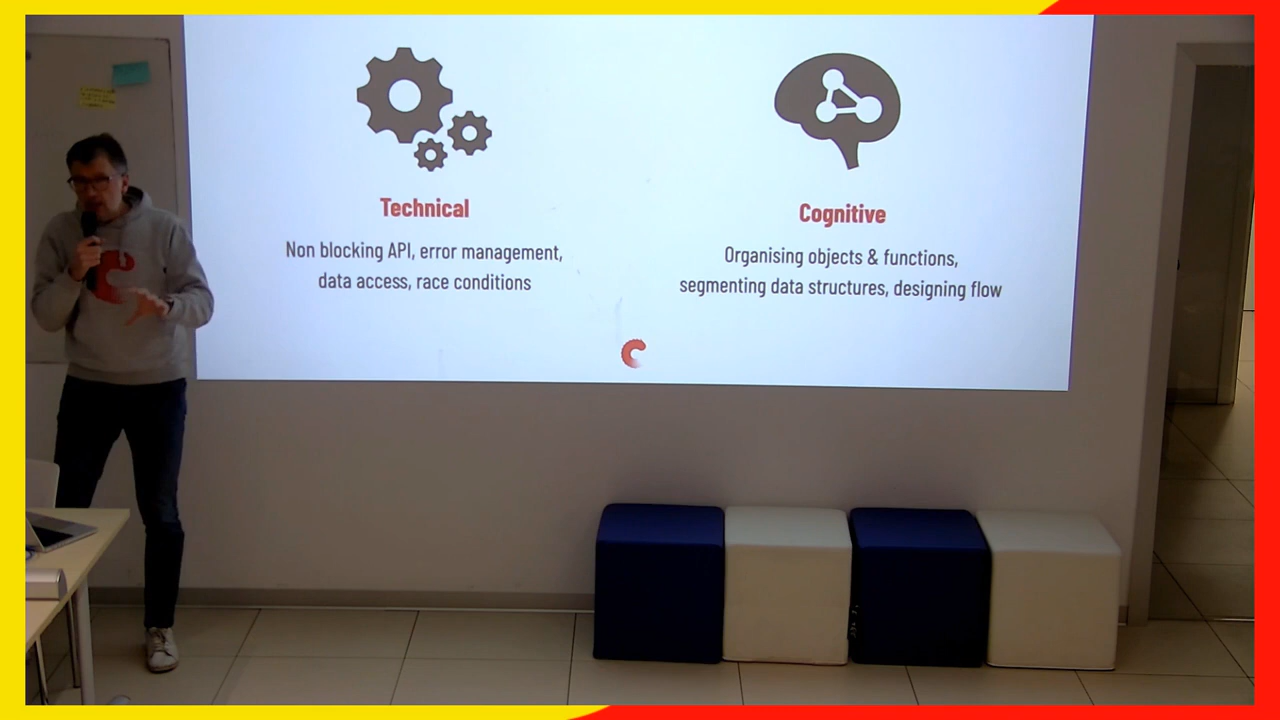 Technical
Non blocking API, error management,
data access, race conditions
Cognitive
Organising objects & functions,
segmenting data structures, designing flow